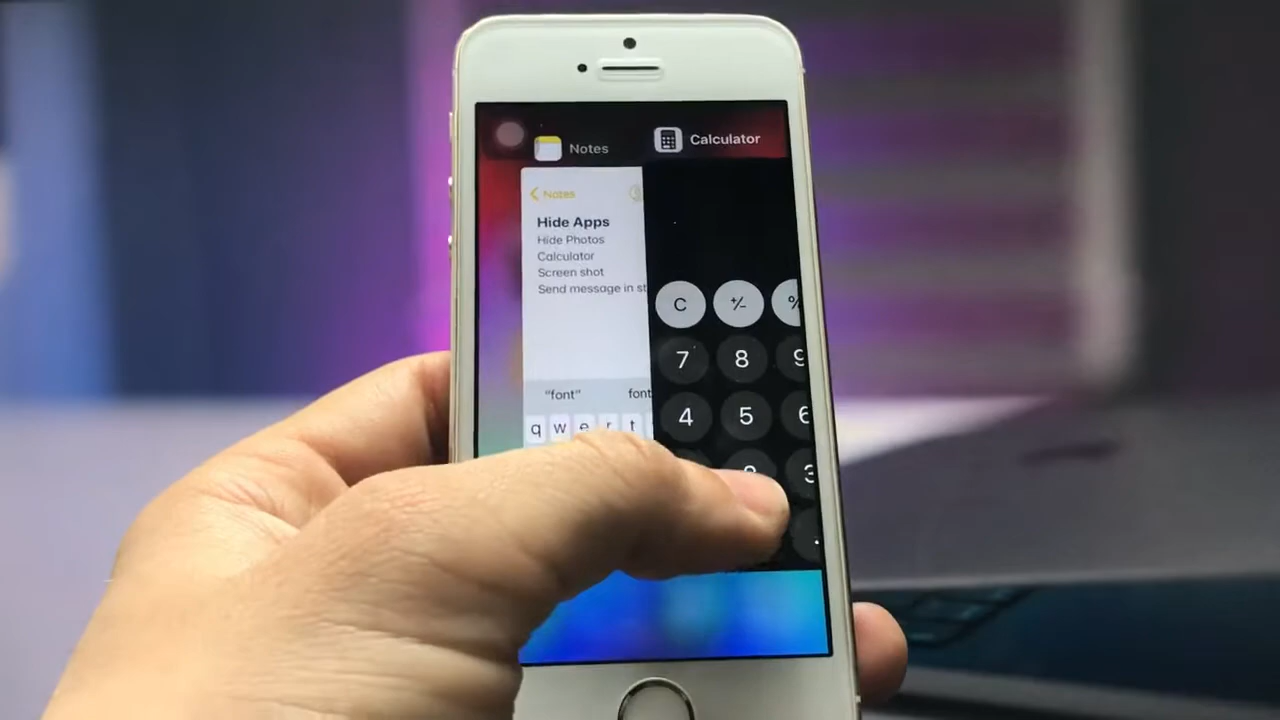 Notes
Calculator
Notes
Hide Apps
Hide Photos
Calculator
Screen shot
Send message in st
"font"
font
q w e r t
C +/- %
7 8 9
4 5 6
3
.